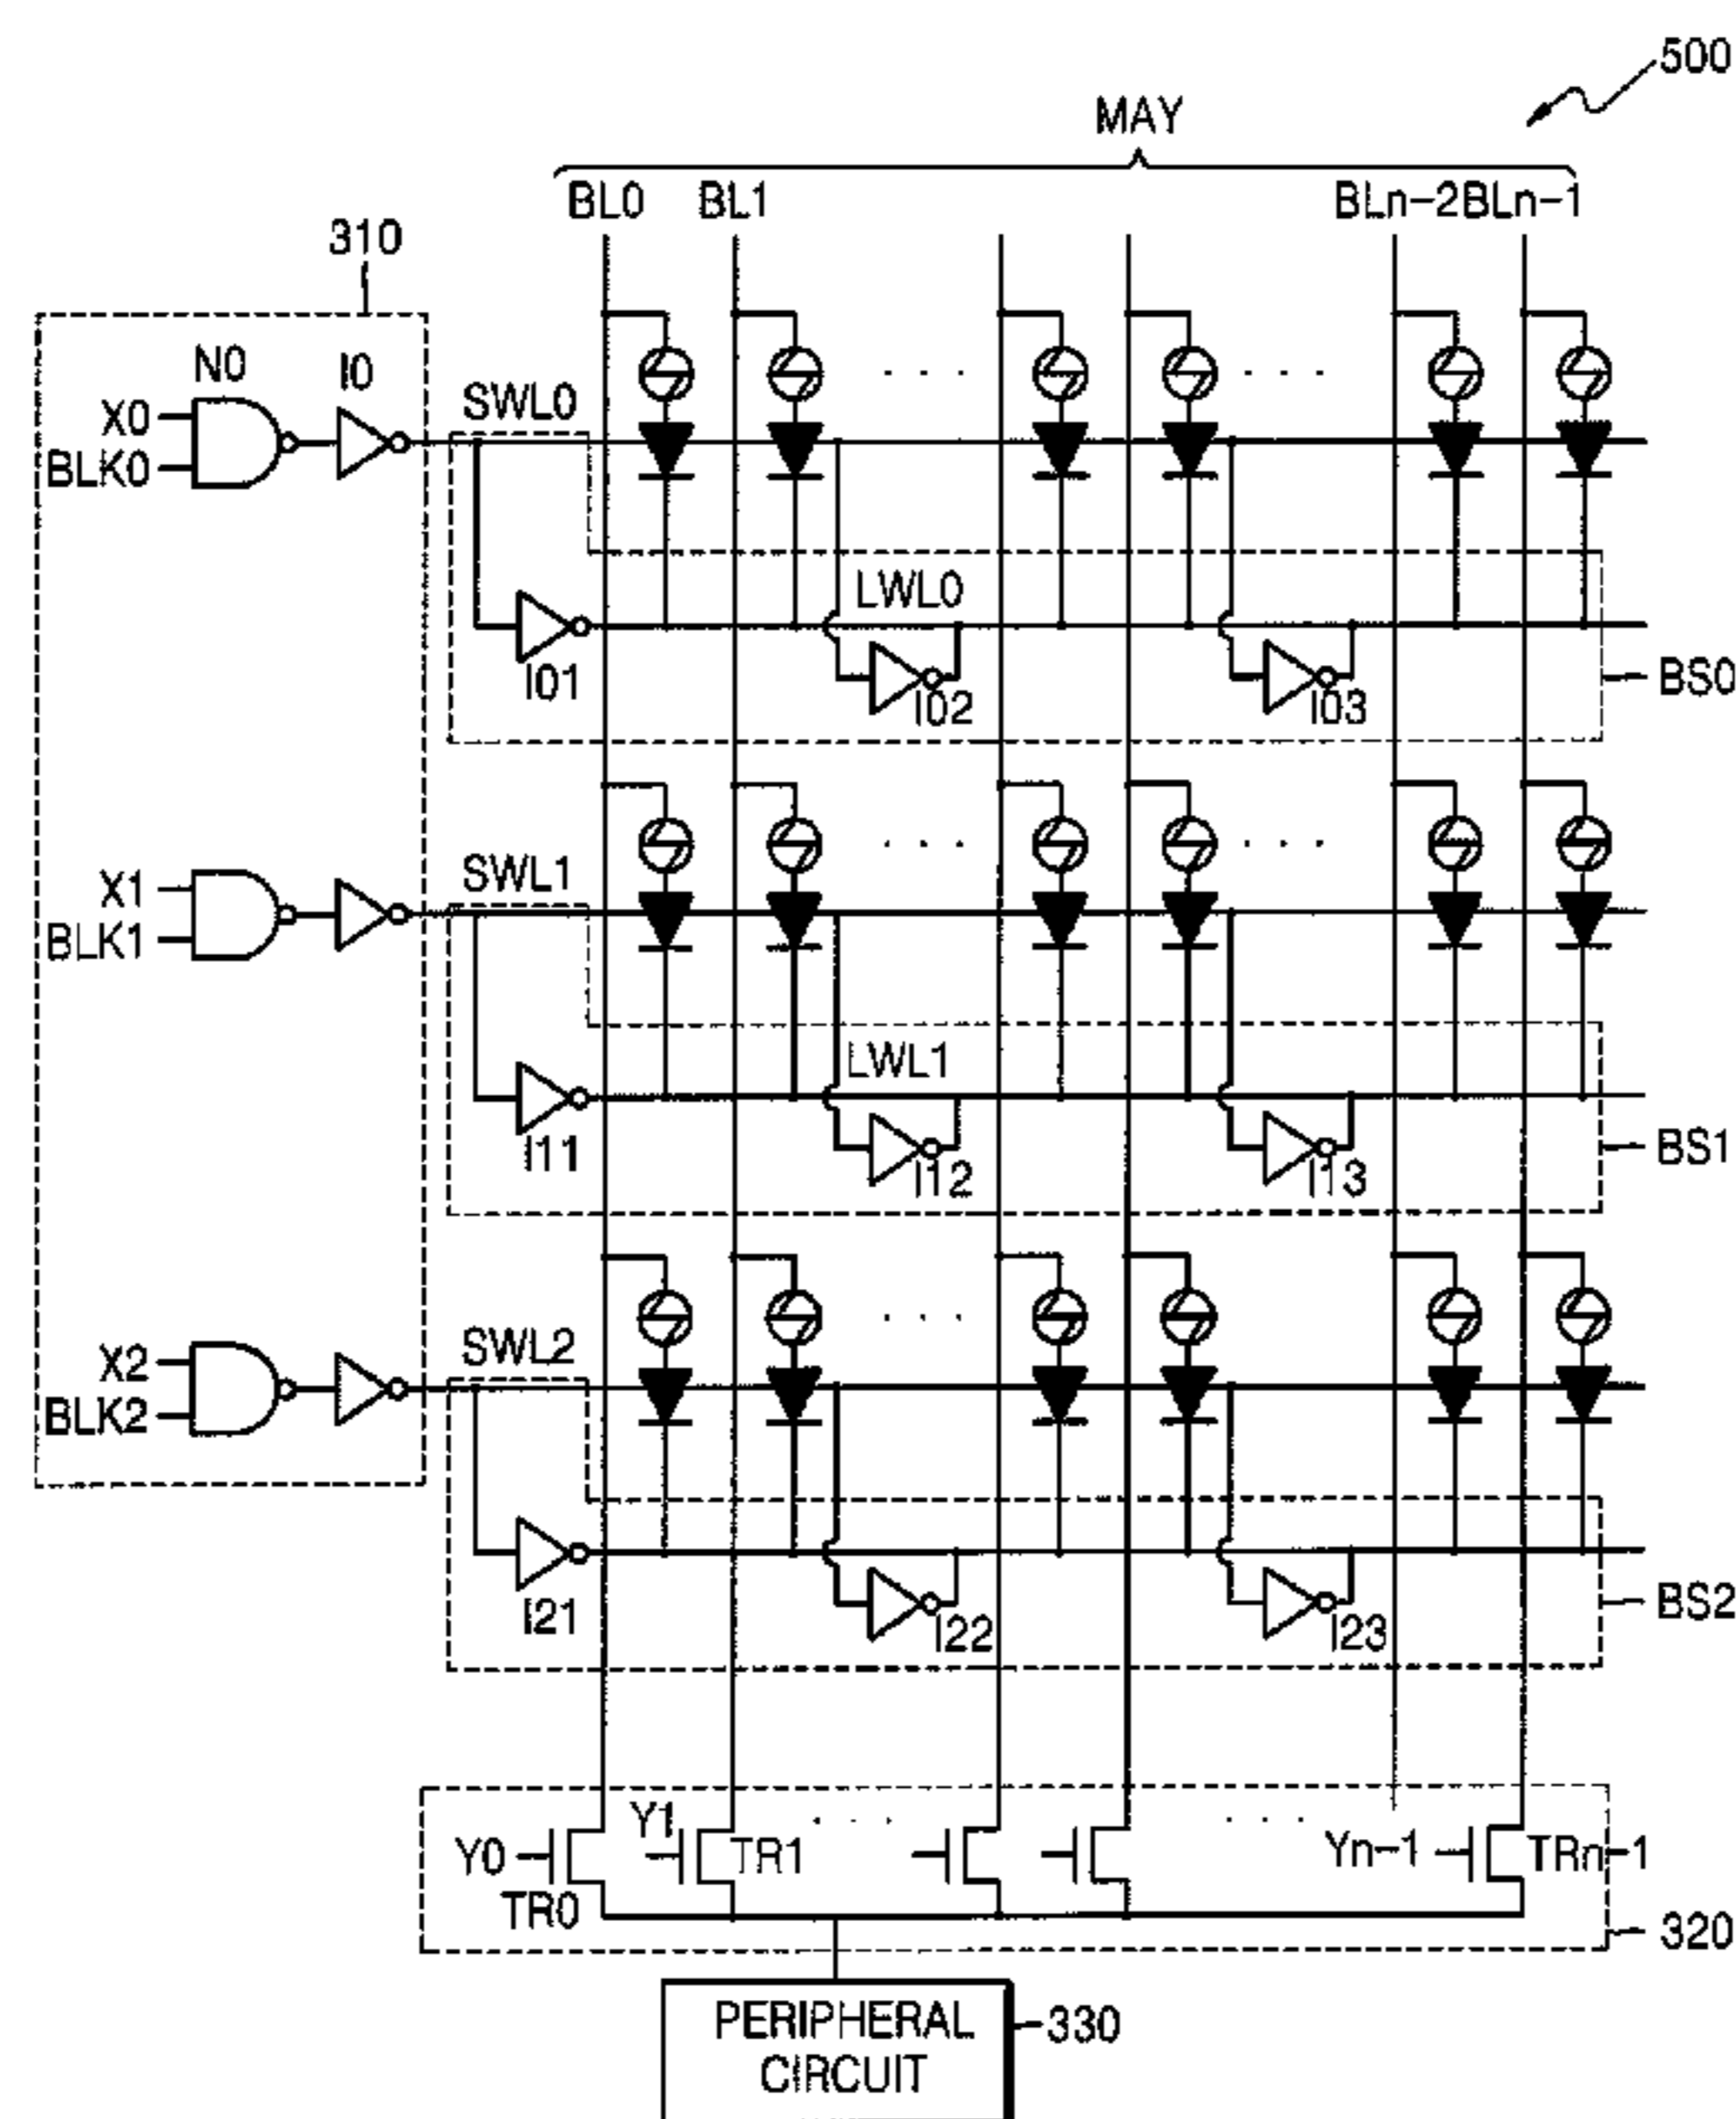 500
MAY
BL0 BL1 BLn-2 BLn-1
310
N0 I0
X0
BLK0
SWL0
LWL0
I01
I02
I03
BS0
X1
BLK1
SWL1
LWL1
I11
I12
I13
BS1
X2
BLK2
SWL2
I21
I22
I23
BS2
Y0
TR0
Y1
TR1
Yn-1
TRn-1
320
PERIPHERAL
CIRCUIT
330